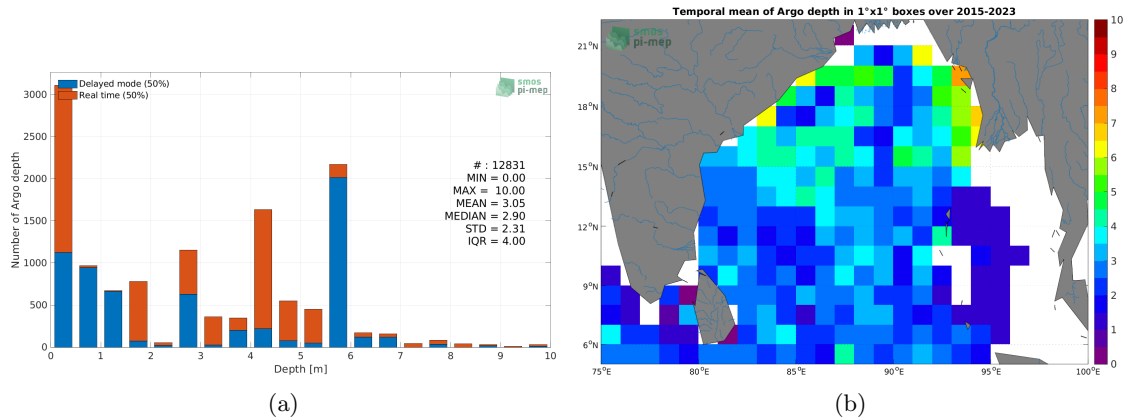 Delayed mode (50%)
Real time (50%)
smos
pi-mep
# : 12831
MIN = 0.00
MAX = 10.00
MEAN = 3.05
MEDIAN = 2.90
STD = 2.31
IQR = 4.00
Number of Argo depth
3000
2500
2000
1500
1000
500
0
0 1 2 3 4 5 6 7 8 9 10
Depth [m]
(a)
Temporal mean of Argo depth in 1°x1° boxes over 2015-2023
smos
pi-mep
21°N
18°N
15°N
12°N
9°N
6°N
75°E 80°E 85°E 90°E 95°E 100°E
10
9
8
7
6
5
4
3
2
1
0
(b)